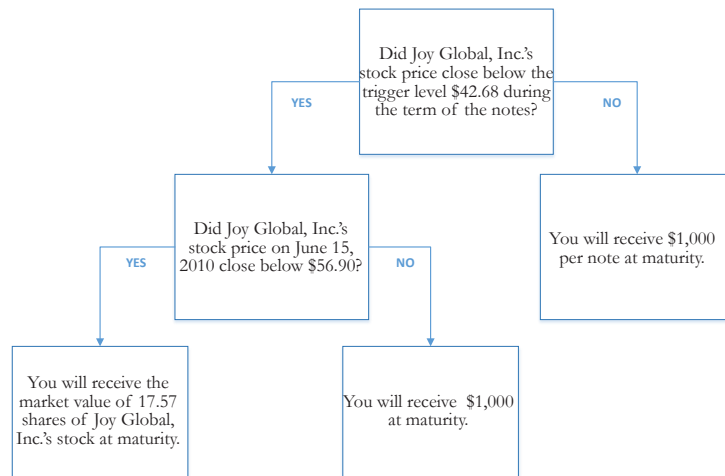 Did Joy Global, Inc.'s
stock price close below the
trigger level $42.68 during
the term of the notes?
YES
NO
Did Joy Global, Inc.'s
stock price on June 15,
2010 close below $56.90?
You will receive $1,000
per note at maturity.
YES
NO
You will receive the
market value of 17.57
shares of Joy Global,
Inc.'s stock at maturity.
You will receive $1,000
at maturity.